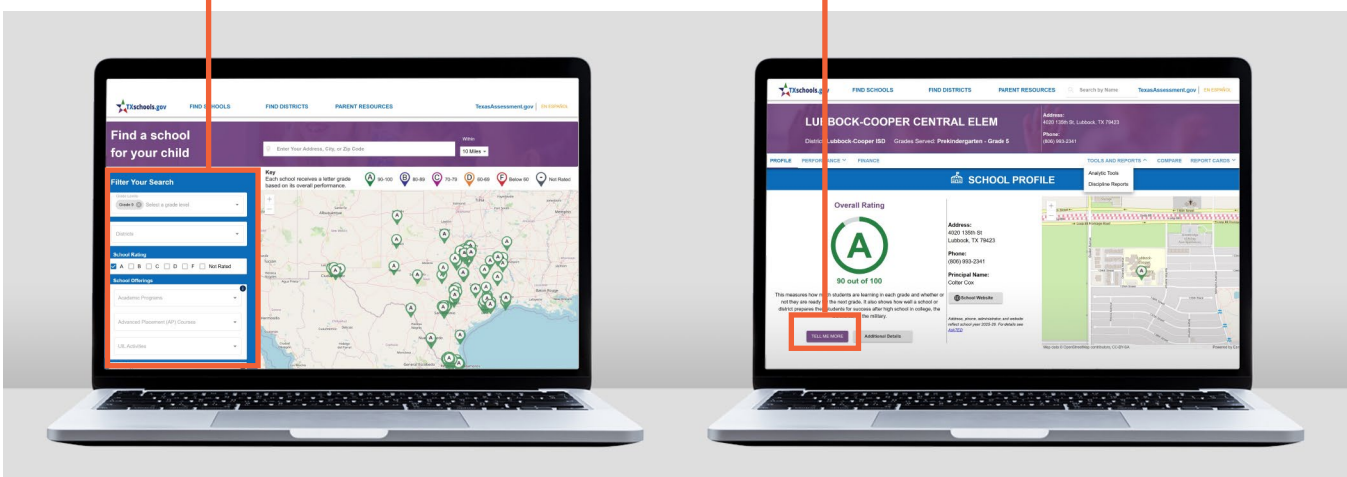 TXschools.gov
FIND SCHOOLS
FIND DISTRICTS
PARENT RESOURCES
TexasAssessment.gov
EN ESPAÑOL
Find a school
for your child
Enter Your Address, City, or Zip Code
Within
10 Miles
Filter Your Search
Select a grade level
Districts
School Rating
A B C D F Not Rated
School Offerings
Academic Programs
Advanced Placement (AP) Courses
UIL Activities
Key
Each school receives a letter grade
based on its overall performance.
A 90-100 B 80-89 C 70-79 D 60-69 F Below 60 Not Rated
Albuquerque
TXschools.gov
FIND SCHOOLS
FIND DISTRICTS
PARENT RESOURCES
Search by Name
TexasAssessment.gov
EN ESPAÑOL
LUBBOCK-COOPER CENTRAL ELEM
District: Lubbock-Cooper ISD Grades Served: Prekindergarten - Grade 5
Address:
4020 135th St, Lubbock, TX 79423
Phone:
(806) 993-2341
PROFILE
PERFORMANCE
FINANCE
TOOLS AND REPORTS
COMPARE
REPORT CARDS
Analytic Tools
Discipline Reports
SCHOOL PROFILE
Overall Rating
A
90 out of 100
This measures how much students are learning in each grade and whether or
not they are ready for the next grade. It also shows how well a school or
district prepares their students for success after high school in college, the
the military.
TELL ME MORE
Additional Details
Address:
4020 135th St
Lubbock, TX 79423
Phone:
(806) 993-2341
Principal Name:
Colter Cox
School Website
Address, phone, administrator, and website